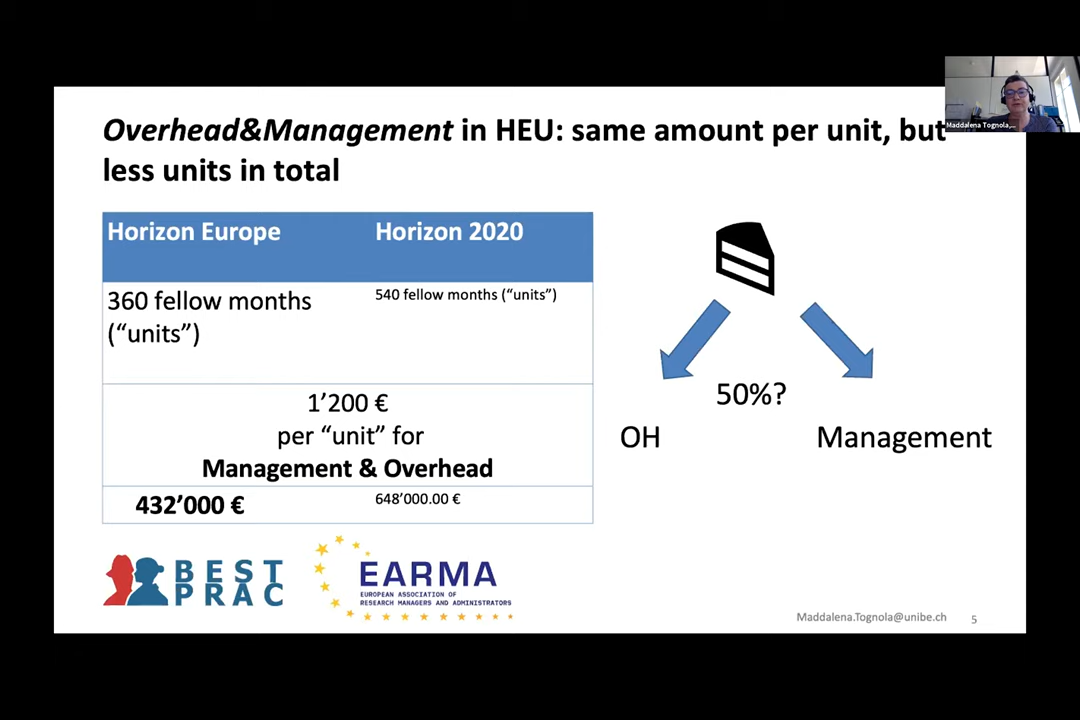 Maddalena Tognola,...
Overhead&Management in HEU: same amount per unit, but
less units in total
Horizon Europe
Horizon 2020
360 fellow months
(“units”)
540 fellow months (“units”)
1’200 €
per “unit” for
Management & Overhead
432’000 €
648’000.00 €
50%?
OH
Management
BEST
PRAC
EARMA
EUROPEAN ASSOCIATION OF
RESEARCH MANAGERS AND ADMINISTRATORS
Maddalena.Tognola@unibe.ch
5